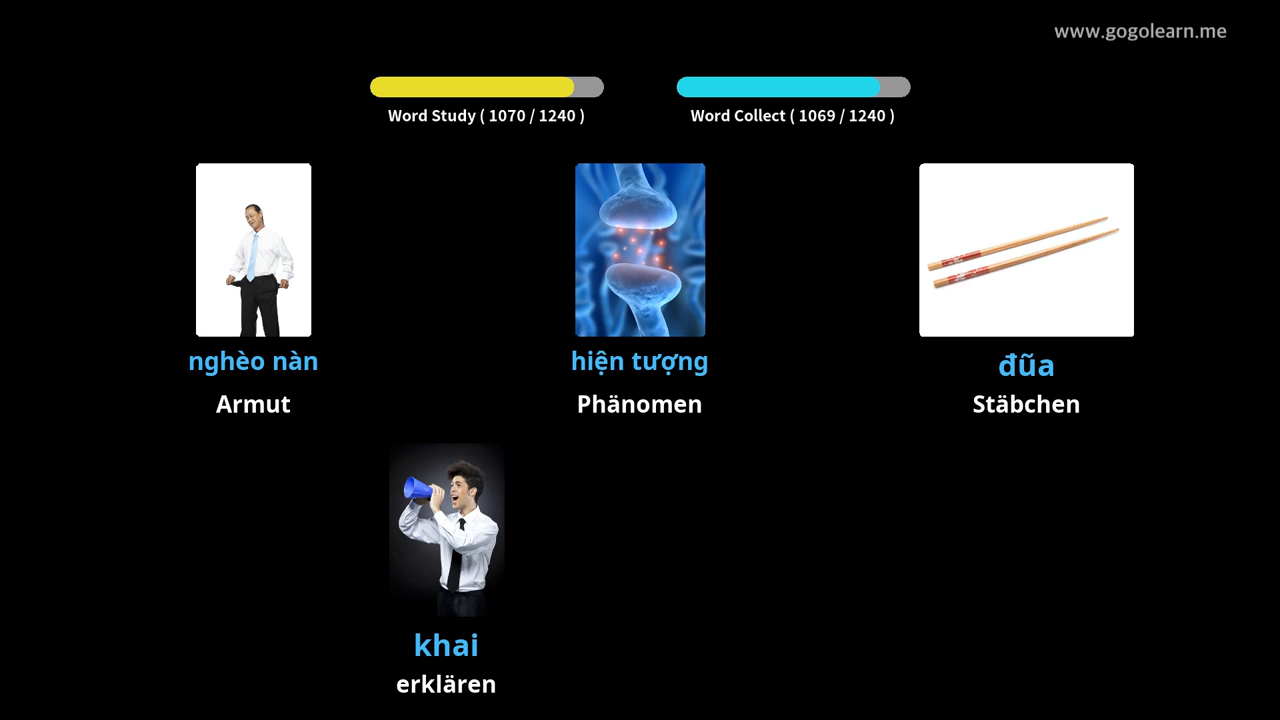 www.gogolearn.me
Word Study ( 1070 / 1240 )
Word Collect ( 1069 / 1240 )
nghèo nàn
Armut
hiện tượng
Phänomen
đũa
Stäbchen
khai
erklären